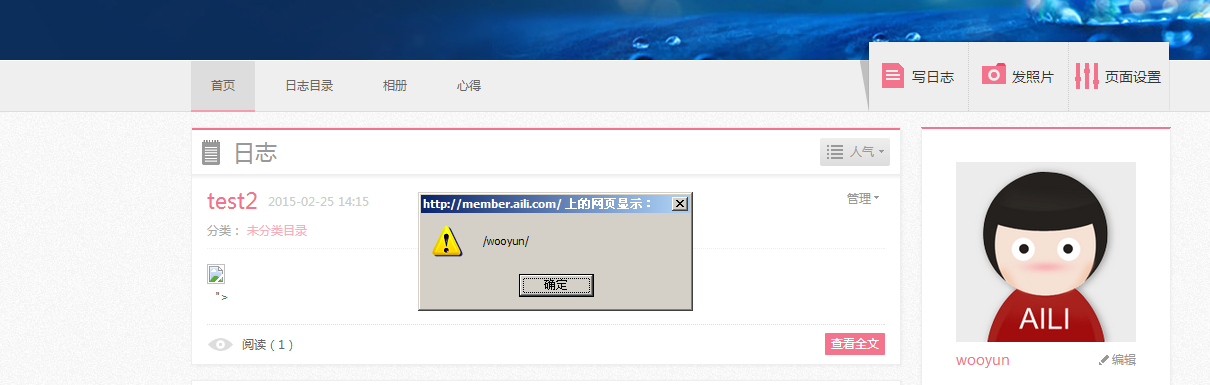 首页 日志目录 相册 心得 写日志 发照片 页面设置
日志 人气
test2 2015-02-25 14:15 管理
分类： 未分类目录
http://member.aili.com/ 上的网页显示：
/wooyun/
确定
">
阅读 ( 1 ) 查看全文
AILI
wooyun 编辑